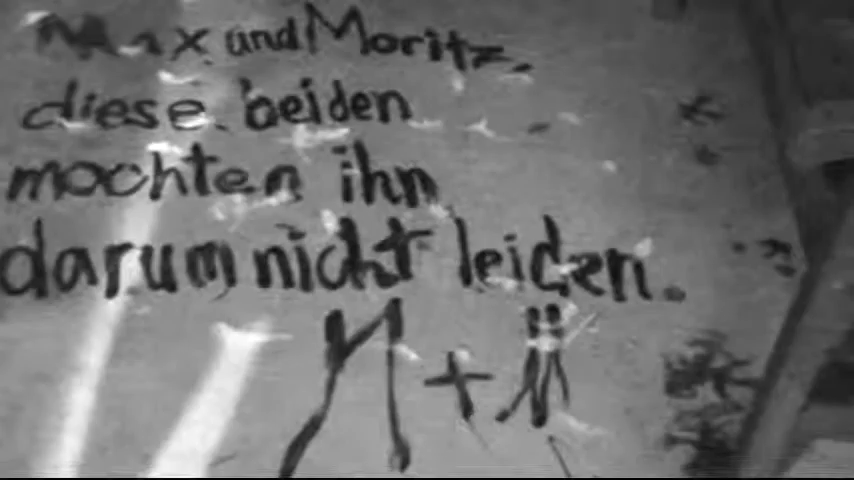 Max und Moritz,
diese beiden
mochten ihn
darum nicht leiden.
M + M